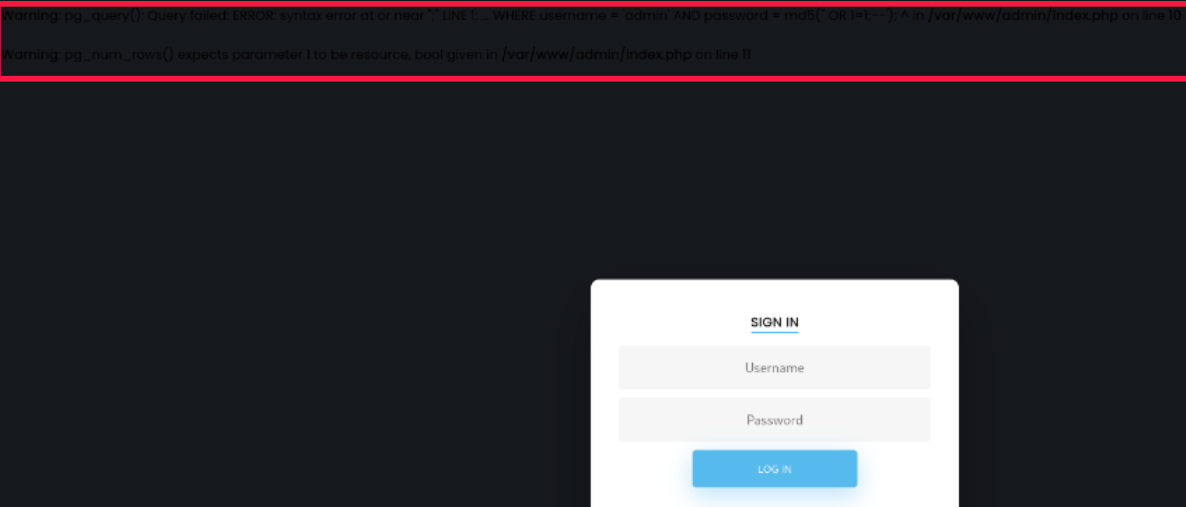 Warning: pg_query(): Query failed: ERROR: syntax error at or near ";" LINE 1: ... WHERE username = 'admin' AND password = md5('' OR 1=1;--'); ^ in /var/www/admin/index.php on line 10
Warning: pg_num_rows() expects parameter 1 to be resource, bool given in /var/www/admin/index.php on line 11
SIGN IN
Username
Password
LOG IN